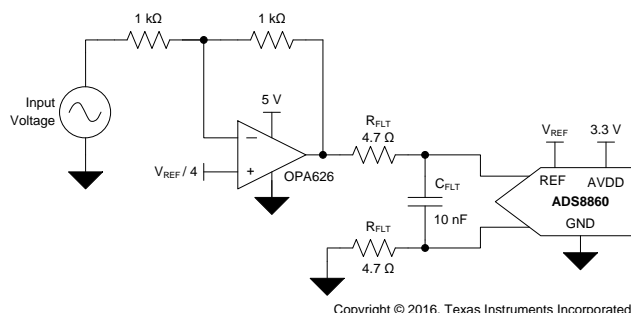 1 kΩ
1 kΩ
Input
Voltage
5 V
−
+
V_REF / 4
OPA626
R_FLT
4.7 Ω
C_FLT
10 nF
R_FLT
4.7 Ω
V_REF
3.3 V
REF
AVDD
ADS8860
GND
Copyright © 2016, Texas Instruments Incorporated